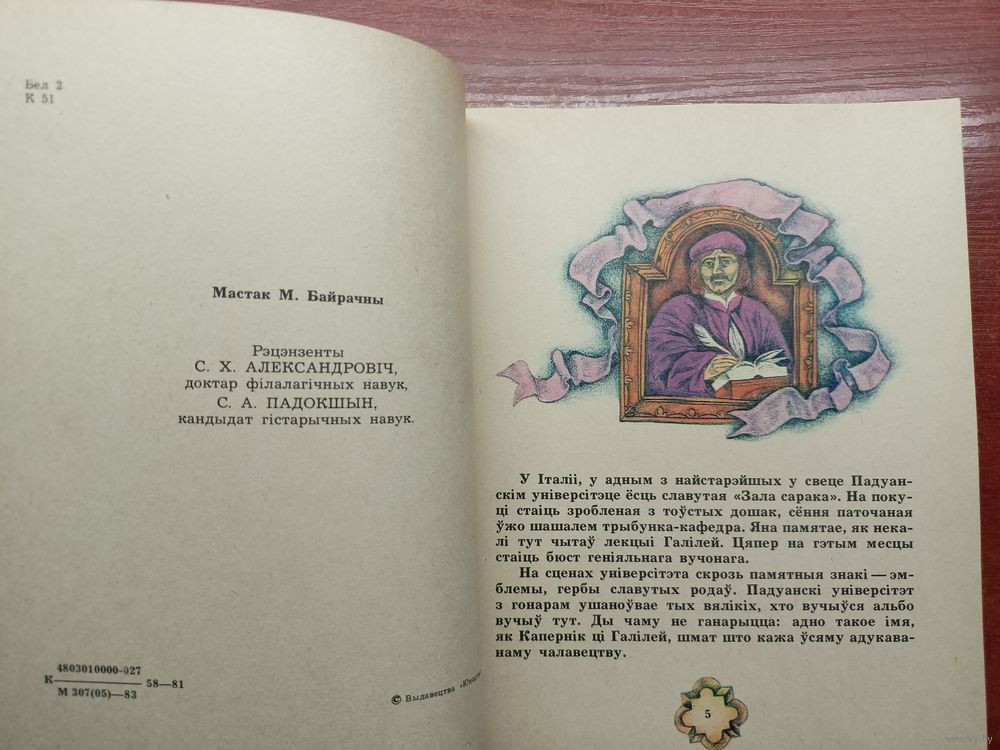 Бел 2
К 51
Мастак М. Байрачны
Рэцэнзенты
С. Х. АЛЕКСАНДРОВІЧ,
доктар філалагічных навук,
С. А. ПАДОКШЫН,
кандыдат гістарычных навук.
4803010000-027
К 58—81
М 307(05)—83
© Выдавецтва
У Італіі, у адным з найстарэйшых у свеце Падуан-
скім універсітэце ёсць славутая «Зала сарака». На поку-
ці стаіць зробленая з тоўстых дошак, сёння паточаная
ўжо шашалем трыбунка-кафедра. Яна памятае, як нека-
лі тут чытаў лекцыі Галілей. Цяпер на гэтым месцы
стаіць бюст геніяльнага вучонага.
На сценах універсітэта скрозь памятныя знакі — эм-
блемы, гербы славутых родаў. Падуанскі універсітэт
з гонарам ушаноўвае тых вялікіх, хто вучыўся альбо
вучыў тут. Ды чаму не ганарыцца: адно такое імя,
як Капернік ці Галілей, шмат што кажа ўсяму адукава-
наму чалавецтву.
5